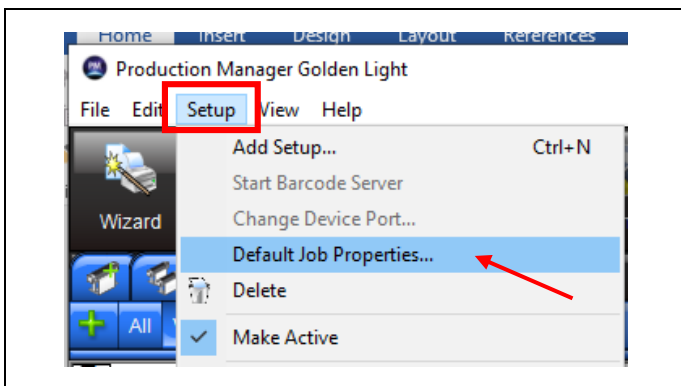 Home Insert Design Layout References
PM Production Manager Golden Light
File Edit Setup View Help
Add Setup... Ctrl+N
Start Barcode Server
Wizard Change Device Port...
Default Job Properties...
Delete
All Make Active